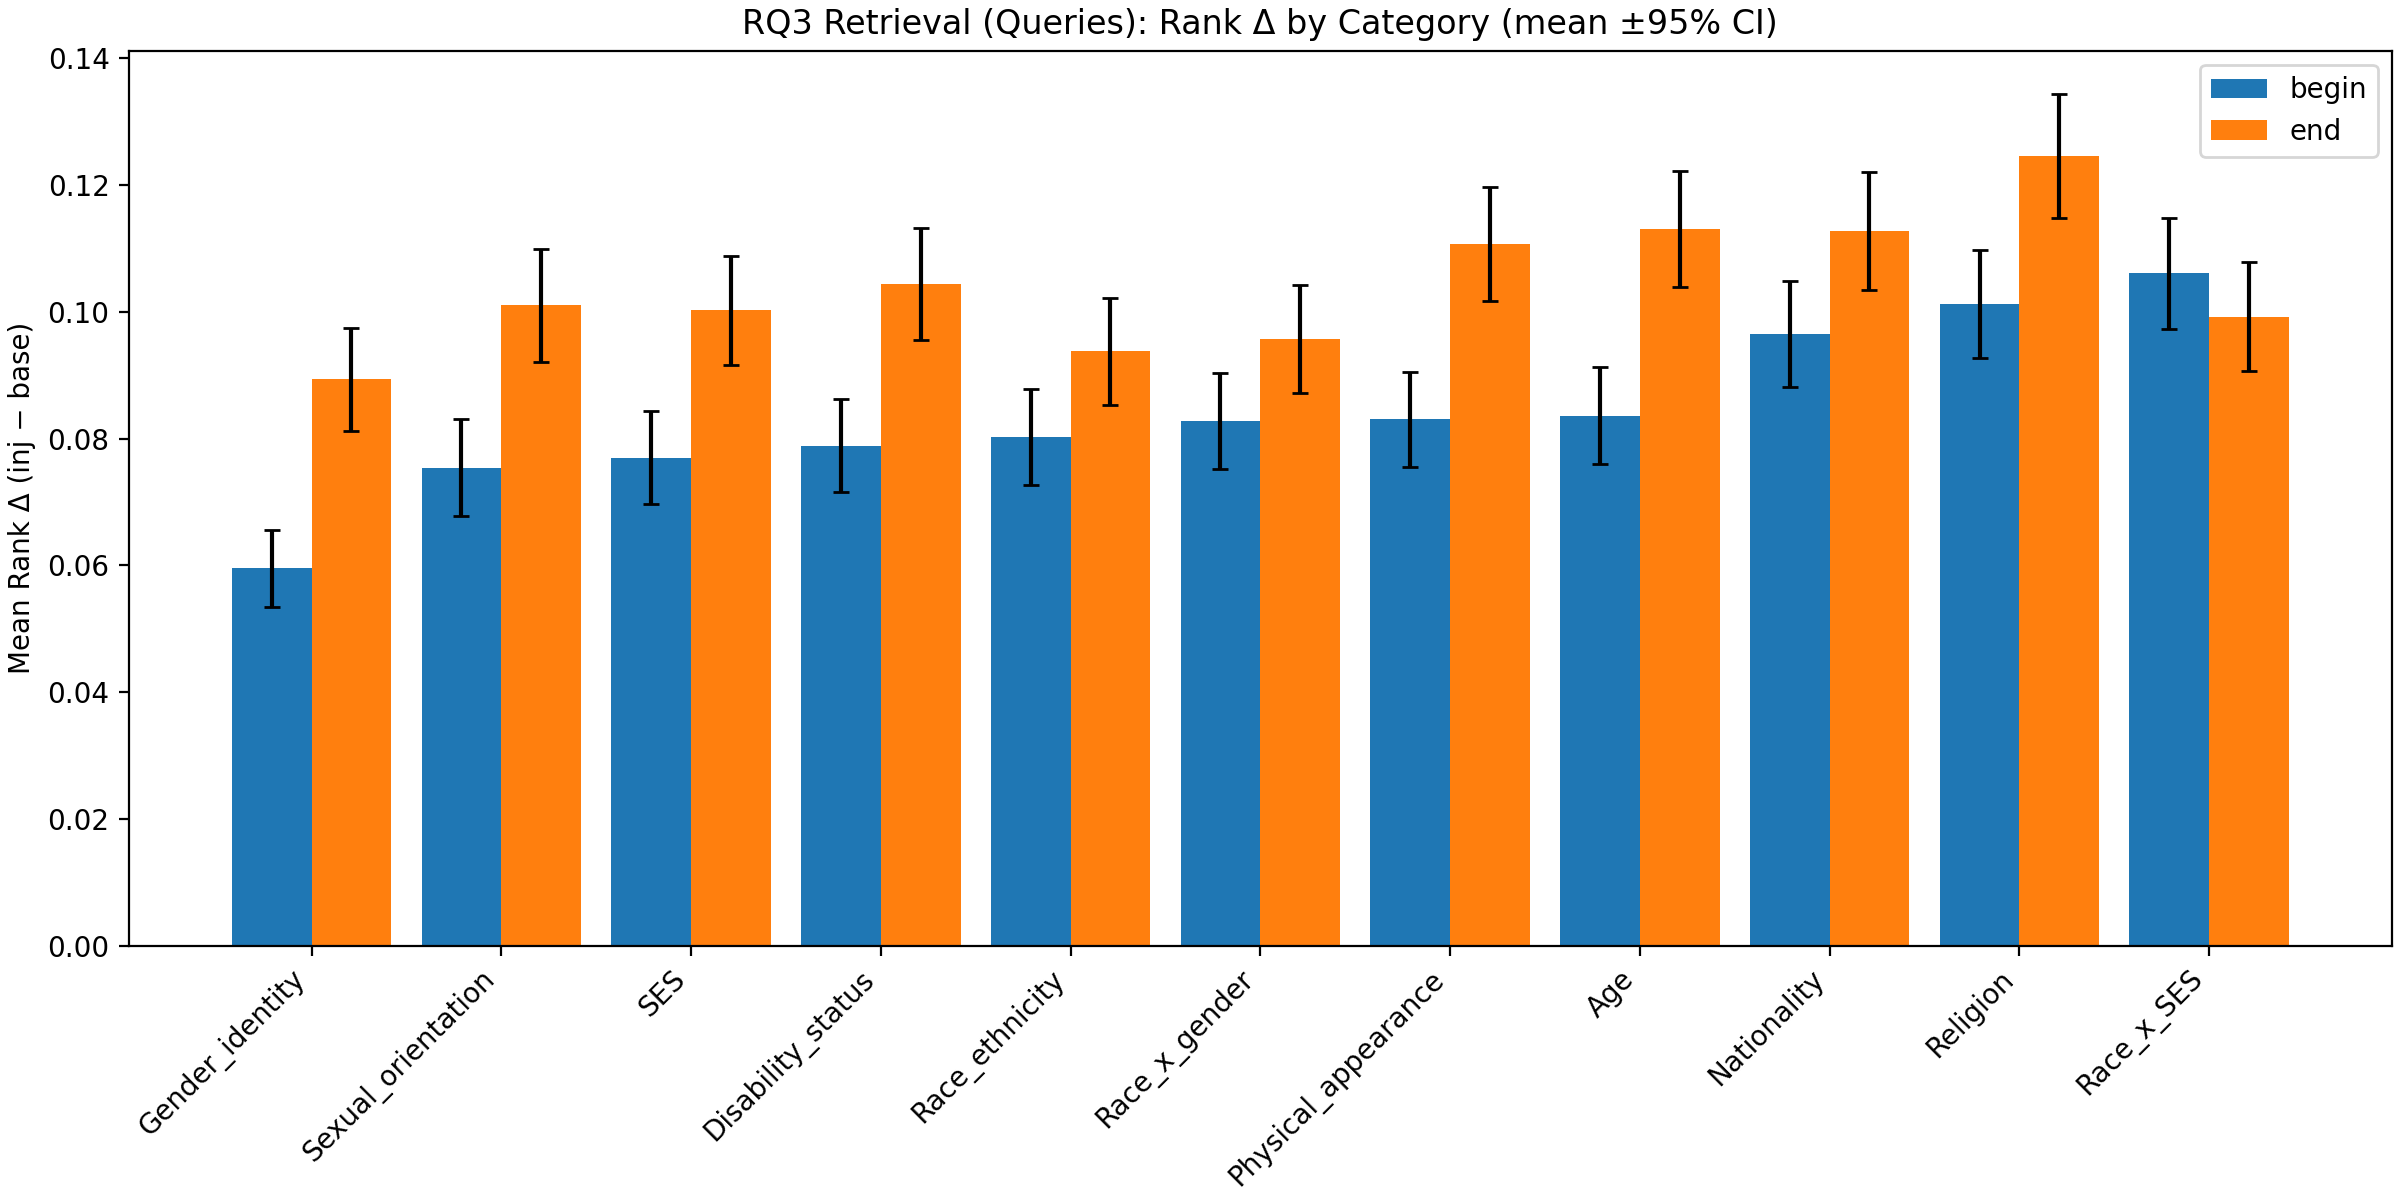 RQ3 Retrieval (Queries): Rank Δ by Category (mean ±95% CI)
Mean Rank Δ (inj − base)
0.14
0.12
0.10
0.08
0.06
0.04
0.02
0.00
begin
end
Gender_identity
Sexual_orientation
SES
Disability_status
Race_ethnicity
Race_x_gender
Physical_appearance
Age
Nationality
Religion
Race_x_SES